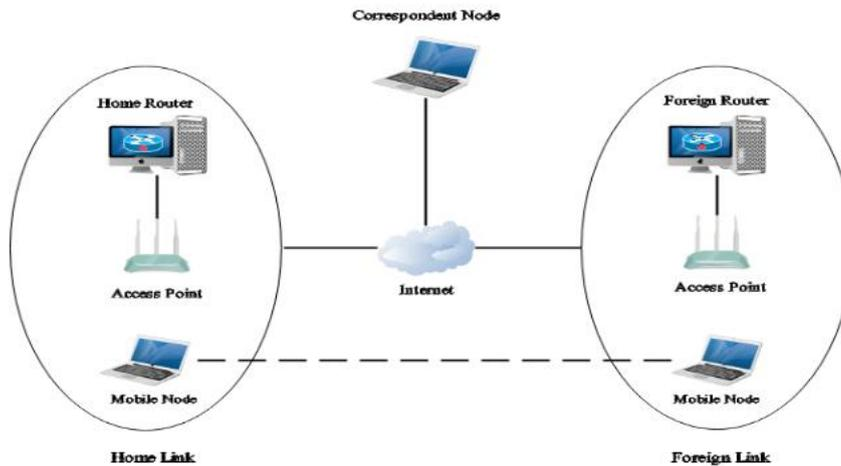 Correspondent Node
Home Router
Foreign Router
Access Point
Internet
Access Point
Mobile Node
Mobile Node
Home Link
Foreign Link